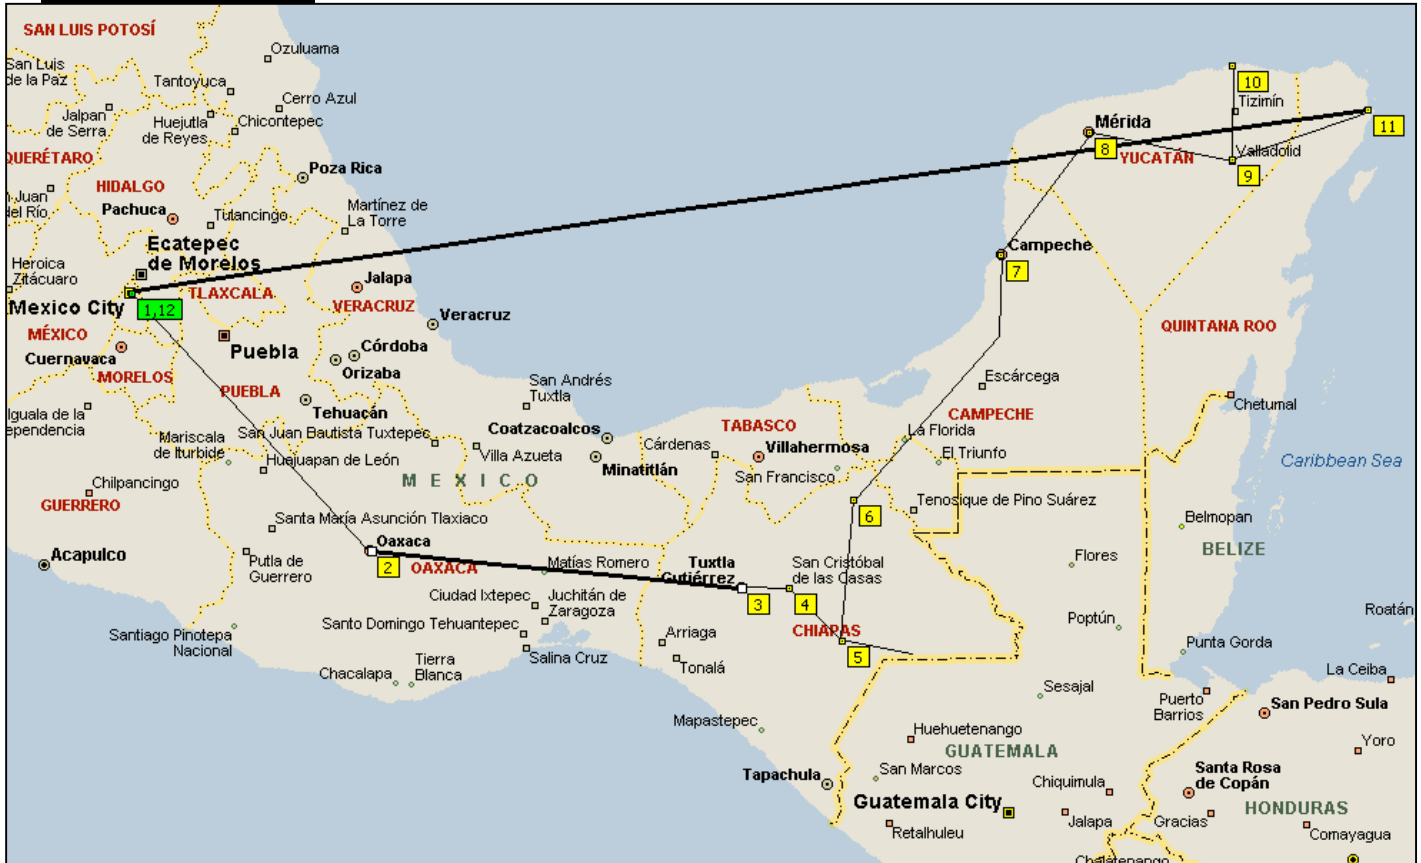 SAN LUIS POTOSÍ
Ozuluama
San Luis
de la Paz
Tantoyuca
Cerro Azul
Jalpan
de Serra
Huejutla
de Reyes
Chicontepec
10
Tizimín
Mérida
11
QUERÉTARO
8
YUCATÁN
Valladolid
9
HIDALGO
Poza Rica
Juan
del Río
Pachuca
Tulancingo
Martínez de
La Torre
Ecatepec
de Morelos
Campeche
7
Heroica
Zitácuaro
Jalapa
Mexico City
1,12
TLAXCALA
VERACRUZ
Veracruz
QUINTANA ROO
MÉXICO
Cuernavaca
Puebla
Córdoba
Orizaba
MORELOS
PUEBLA
San Andrés
Tuxtla
Escárcega
Iguala de la
ependencia
Tehuacán
CAMPECHE
Chetumal
Mariscala
de Iturbide
San Juan Bautista Tuxtepec
Coatzacoalcos
TABASCO
La Florida
Cárdenas
Villahermosa
Huajuapan de León
Villa Azueta
Minatitlán
El Triunfo
Caribbean Sea
MEXICO
San Francisco
Chilpancingo
GUERRERO
6
Tenosique de Pino Suárez
Santa María Asunción Tlaxiaco
Belmopan
Oaxaca
Acapulco
Putla de
Guerrero
2
OAXACA
Matías Romero
Tuxtla
Gutiérrez
San Cristóbal
de las Casas
Flores
BELIZE
Ciudad Ixtepec
Juchitán de
Zaragoza
3
4
Roatán
Santiago Pinotepa
Nacional
Santo Domingo Tehuantepec
Arriaga
CHIAPAS
Poptún
Salina Cruz
5
Punta Gorda
Chacalapa
Tierra
Blanca
Tonalá
La Ceiba
Sesajal
Puerto
Barrios
San Pedro Sula
Mapastepec
Huehuetenango
GUATEMALA
Yoro
Tapachula
San Marcos
Chiquimula
Santa Rosa
de Copán
Guatemala City
HONDURAS
Retalhuleu
Jalapa
Gracias
Comayagua
Chalatenango